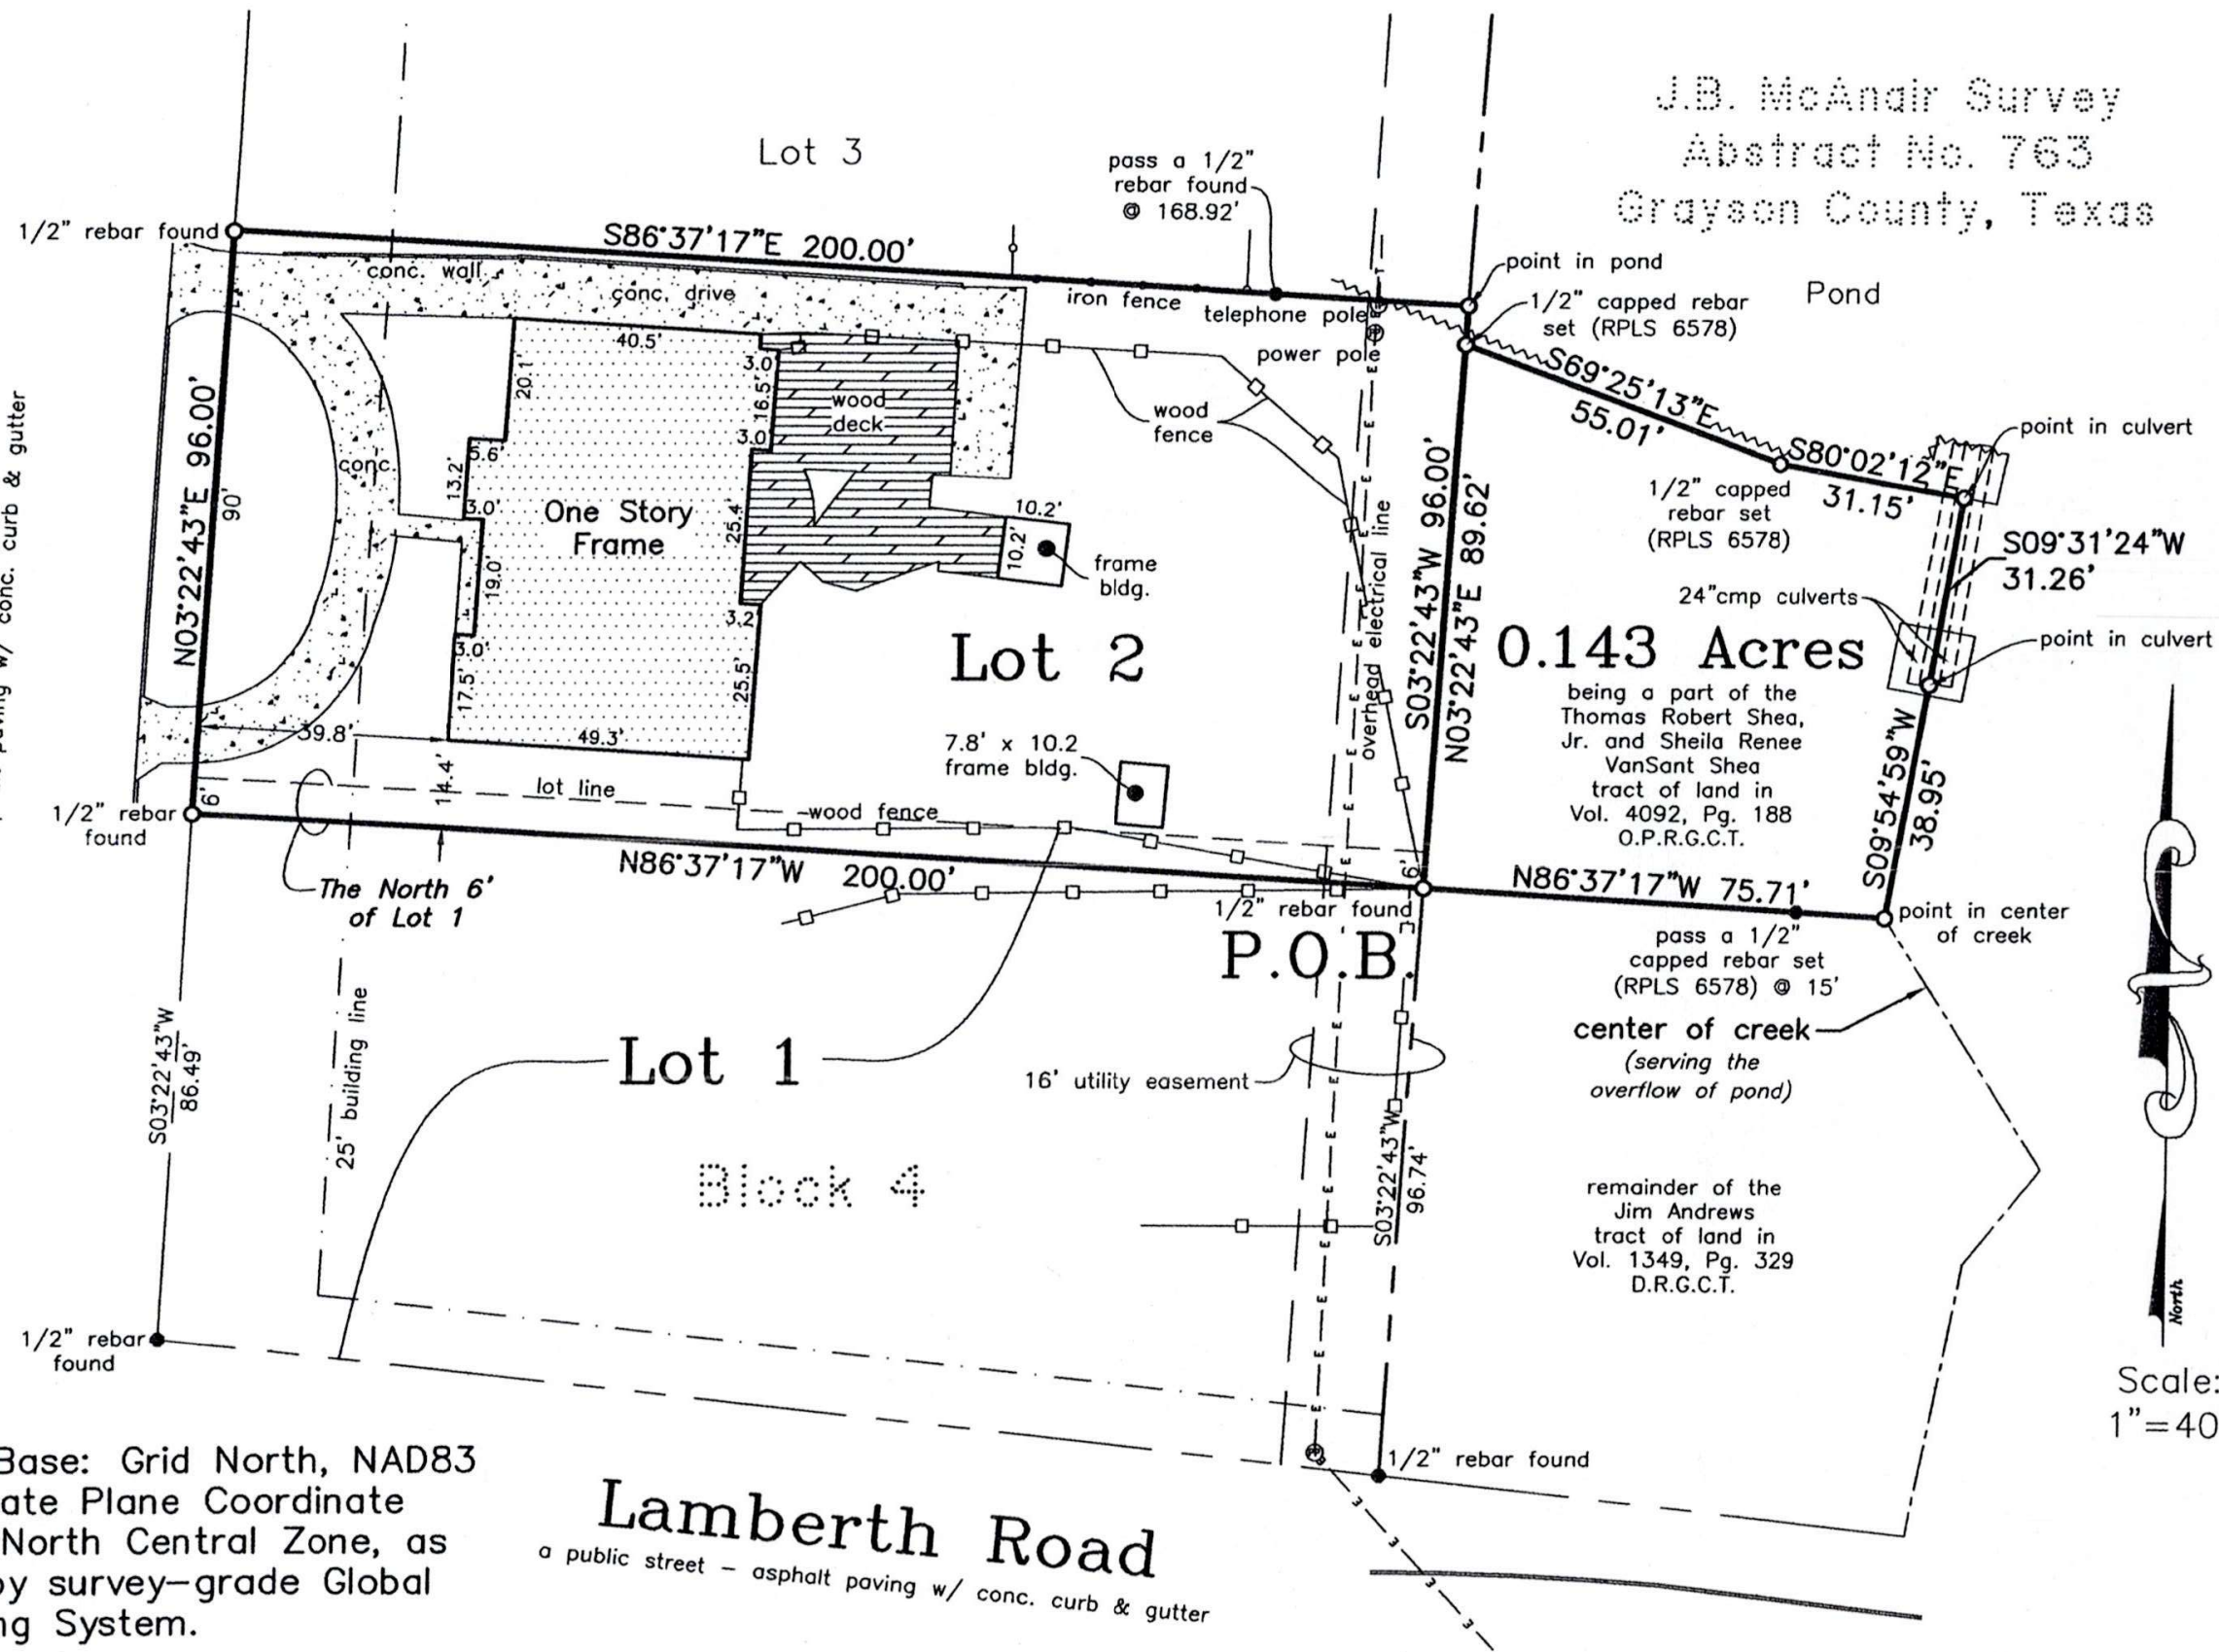 J.B. McAnair Survey
Abstract No. 763
Grayson County, Texas
Lot 3
pass a 1/2"
rebar found
@ 168.92'
1/2" rebar found
S86°37'17"E 200.00'
conc. wall
conc. drive
iron fence
telephone pole
power pole
point in pond
1/2" capped rebar
set (RPLS 6578)
Pond
S69°25'13"E
55.01'
S80°02'12"E
31.15'
point in culvert
w/ conc. curb & gutter
N03°22'43"E 96.00'
90'
conc.
40.5'
20.1'
5.6'
13.2'
3.0'
19.0'
3.0'
17.5'
49.3'
3.0'
16.5'
3.0'
25.4'
3.2'
25.5'
One Story
Frame
wood
deck
wood
fence
10.2'
10.2'
frame
bldg.
overhead electrical line
S03°22'43"W 96.00'
N03°22'43"E 89.62'
1/2" capped
rebar set
(RPLS 6578)
S09°31'24"W
31.26'
24"cmp culverts
point in culvert
Lot 2
0.143 Acres
being a part of the
Thomas Robert Shea,
Jr. and Sheila Renee
VanSant Shea
tract of land in
Vol. 4092, Pg. 188
O.P.R.G.C.T.
S09°54'59"W
38.95'
39.8'
14.4'
7.8' x 10.2
frame bldg.
lot line
wood fence
6'
6'
1/2" rebar
found
The North 6'
of Lot 1
N86°37'17"W 200.00'
1/2" rebar found
P.O.B.
N86°37'17"W 75.71'
point in center
of creek
pass a 1/2"
capped rebar set
(RPLS 6578) @ 15'
center of creek
(serving the
overflow of pond)
S03°22'43"W
86.49'
25' building line
Lot 1
16' utility easement
Block 4
S03°22'43"W
96.74'
remainder of the
Jim Andrews
tract of land in
Vol. 1349, Pg. 329
D.R.G.C.T.
North
1/2" rebar
found
Scale:
1"=40
1/2" rebar found
Base: Grid North, NAD83
ate Plane Coordinate
North Central Zone, as
by survey-grade Global
ng System.
Lamberth Road
a public street - asphalt paving w/ conc. curb & gutter